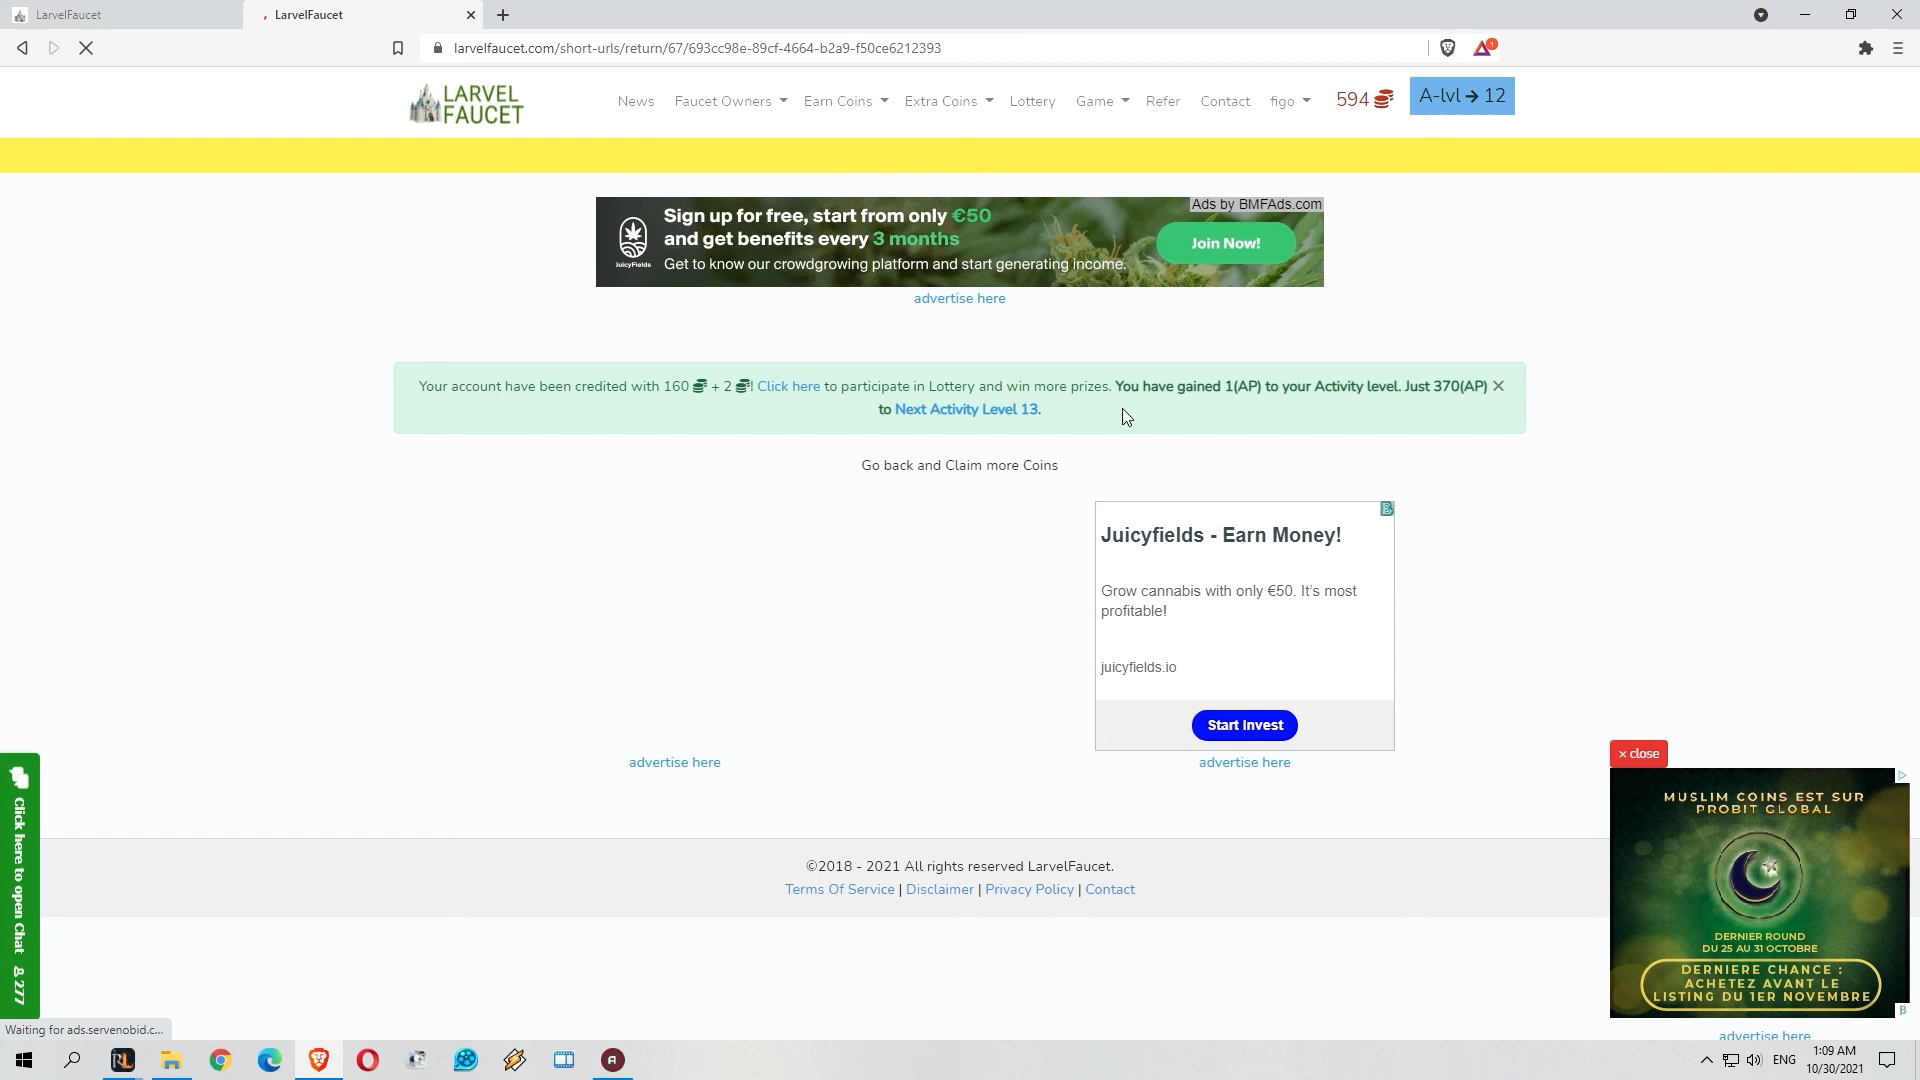 LarvelFaucet
LarvelFaucet
larvelfaucet.com/short-urls/return/67/693cc98e-89cf-4664-b2a9-f50ce6212393
1
LARVEL
FAUCET
News
Faucet Owners
Earn Coins
Extra Coins
Lottery
Game
Refer
Contact
figo
594
A-lvl → 12
Sign up for free, start from only €50
and get benefits every 3 months
Get to know our crowdgrowing platform and start generating income.
JuicyFields
Ads by BMFAds.com
Join Now!
advertise here
Your account have been credited with 160 + 2 ! Click here to participate in Lottery and win more prizes. You have gained 1(AP) to your Activity level. Just 370(AP)
to Next Activity Level 13.
Go back and Claim more Coins
Juicyfields - Earn Money!
Grow cannabis with only €50. It's most
profitable!
juicyfields.io
Start Invest
advertise here
advertise here
× close
MUSLIM COINS EST SUR
PROBIT GLOBAL
DERNIER ROUND
DU 25 AU 31 OCTOBRE
DERNIERE CHANCE :
ACHETEZ AVANT LE
LISTING DU 1ER NOVEMBRE
advertise here
Click here to open Chat 277
©2018 - 2021 All rights reserved LarvelFaucet.
Terms Of Service | Disclaimer | Privacy Policy | Contact
Waiting for ads.servenobid.c...
ENG
1:09 AM
10/30/2021